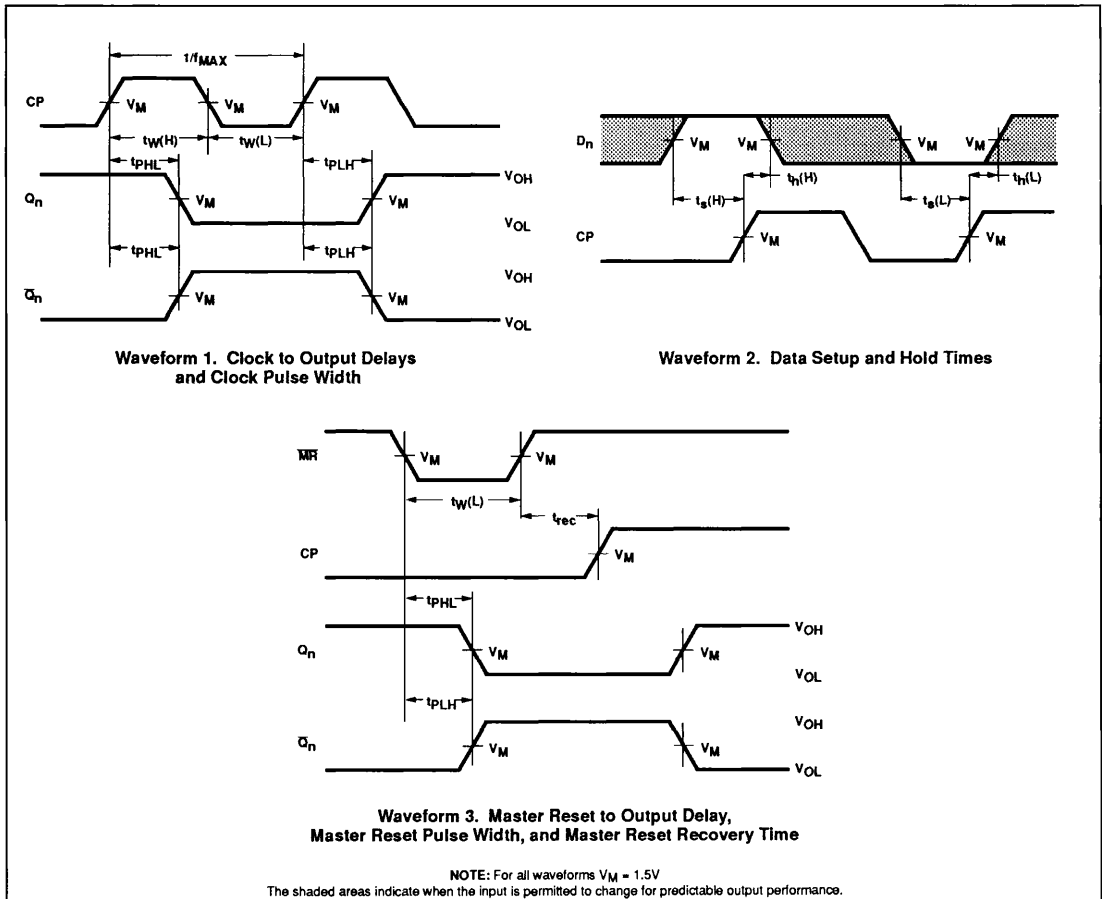 1/fMAX
CP
VM VM VM
tW(H) tW(L)
tPHL tPLH
Qn
VM VM
VOH
VOL
tPHL tPLH
Q̅n
VM VM
VOH
VOL
Waveform 1. Clock to Output Delays
and Clock Pulse Width
Dn
VM VM VM VM
th(H) th(L)
ts(H) ts(L)
CP
VM VM
Waveform 2. Data Setup and Hold Times
M̅R̅
VM VM
tW(L)
trec
CP
VM
tPHL
Qn
VM VM
VOH
VOL
tPLH
Q̅n
VM VM
VOH
VOL
Waveform 3. Master Reset to Output Delay,
Master Reset Pulse Width, and Master Reset Recovery Time
NOTE: For all waveforms VM = 1.5V
The shaded areas indicate when the input is permitted to change for predictable output performance.